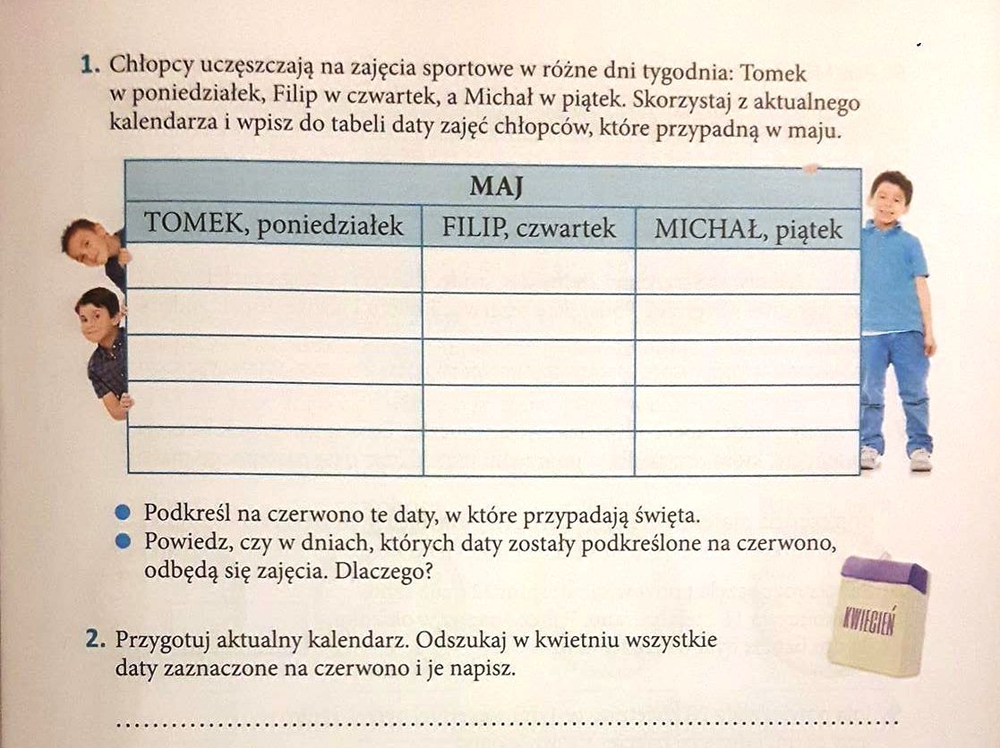 1. Chłopcy uczęszczają na zajęcia sportowe w różne dni tygodnia: Tomek
w poniedziałek, Filip w czwartek, a Michał w piątek. Skorzystaj z aktualnego
kalendarza i wpisz do tabeli daty zajęć chłopców, które przypadną w maju.
MAJ
TOMEK, poniedziałek FILIP, czwartek MICHAŁ, piątek
Podkreśl na czerwono te daty, w które przypadają święta.
Powiedz, czy w dniach, których daty zostały podkreślone na czerwono,
odbędą się zajęcia. Dlaczego?
KWIECIEŃ
2. Przygotuj aktualny kalendarz. Odszukaj w kwietniu wszystkie
daty zaznaczone na czerwono i je napisz.